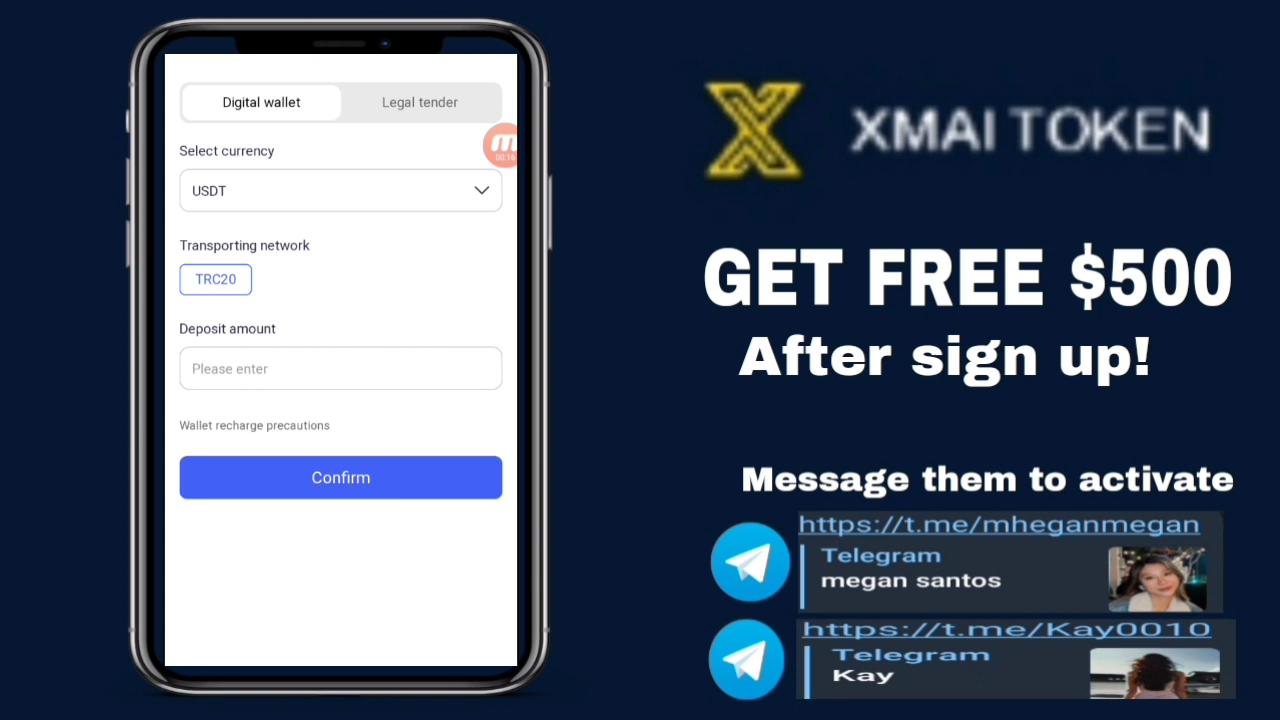 Digital wallet
Legal tender
Select currency
00:16
USDT
Transporting network
TRC20
Deposit amount
Please enter
Wallet recharge precautions
Confirm
XMAI TOKEN
GET FREE $500
After sign up!
Message them to activate
https://t.me/mheganmegan
Telegram
megan santos
https://t.me/Kay0010
Telegram
Kay